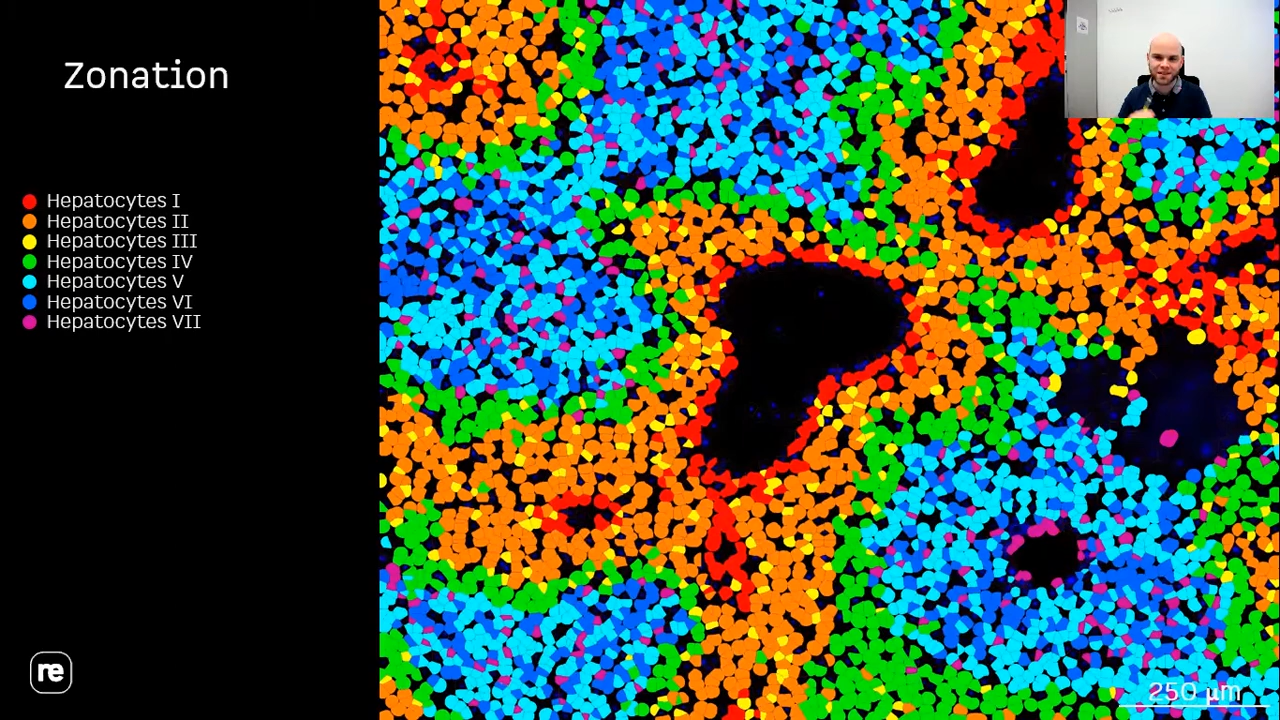 Zonation
Hepatocytes I
Hepatocytes II
Hepatocytes III
Hepatocytes IV
Hepatocytes V
Hepatocytes VI
Hepatocytes VII
re
250 µm